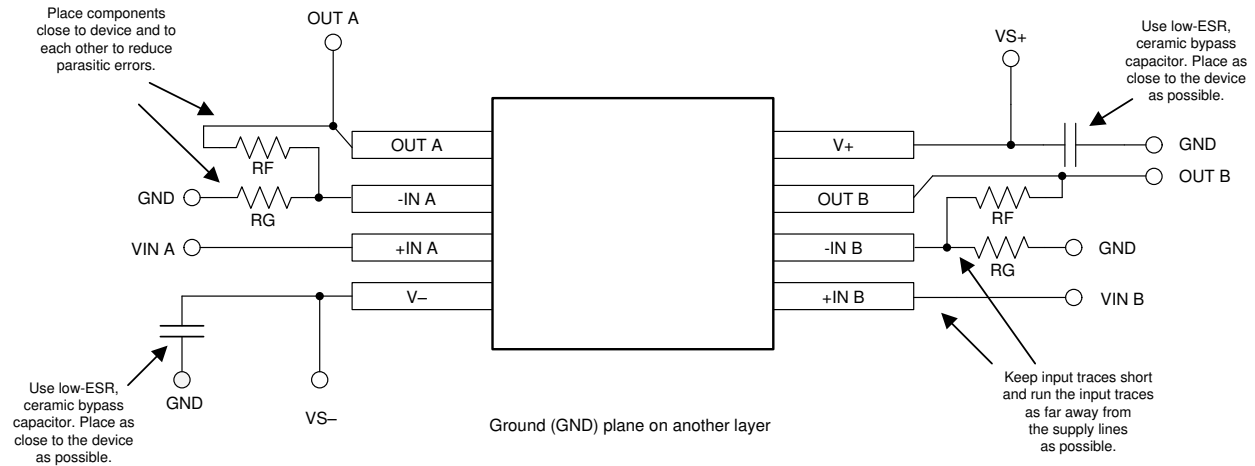 Place components
close to device and to
each other to reduce
parasitic errors.
OUT A
VS+
Use low-ESR,
ceramic bypass
capacitor. Place as
close to the device
as possible.
OUT A
V+
GND
RF
OUT B
GND
-IN A
OUT B
RF
RG
VIN A
+IN A
-IN B
GND
RG
V–
+IN B
VIN B
Use low-ESR,
ceramic bypass
capacitor. Place as
close to the device
as possible.
GND
VS–
Ground (GND) plane on another layer
Keep input traces short
and run the input traces
as far away from
the supply lines
as possible.